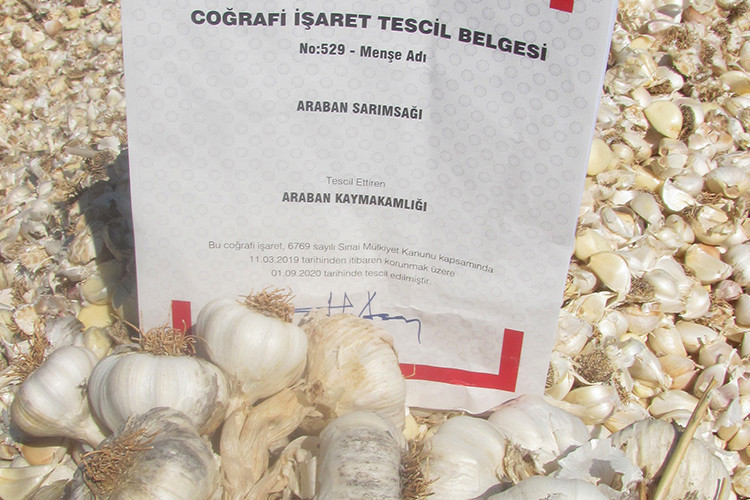 COĞRAFİ İŞARET TESCİL BELGESİ
No:529 - Menşe Adı
ARABAN SARIMSAĞI
Tescil Ettiren
ARABAN KAYMAKAMLIĞI
Bu coğrafi işaret, 6769 sayılı Sınai Mülkiyet Kanunu kapsamında
11.03.2019 tarihinden itibaren korunmak üzere
01.09.2020 tarihinde tescil edilmiştir.